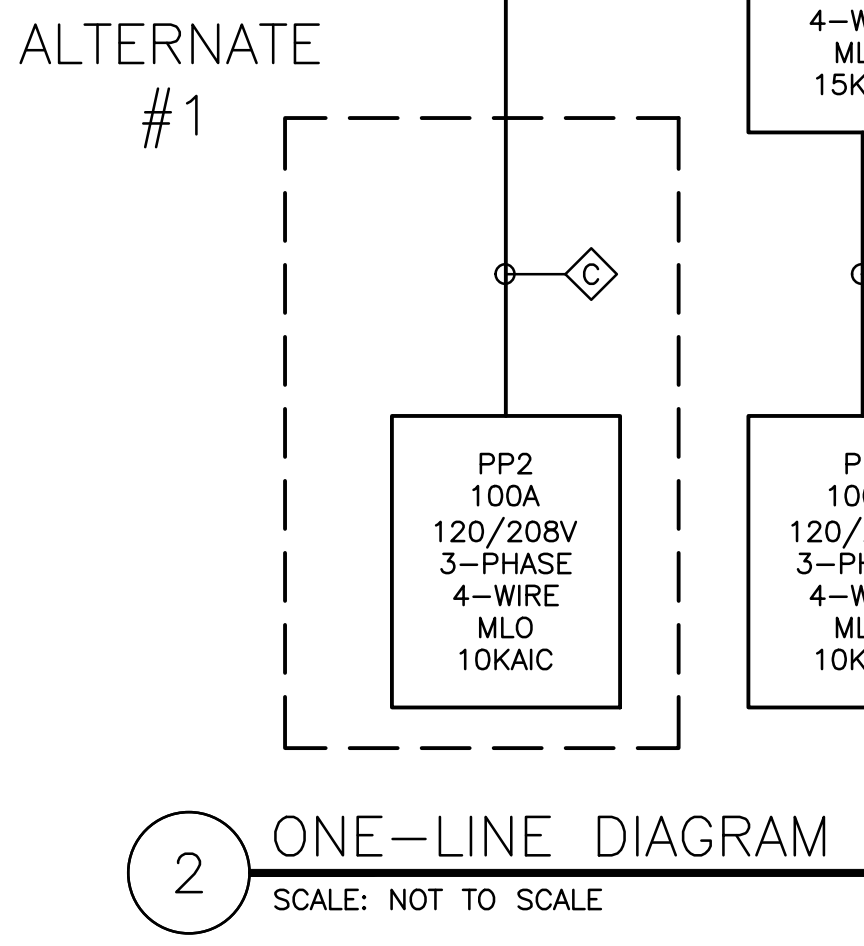 ALTERNATE
#1
C
PP2
100A
120/208V
3-PHASE
4-WIRE
MLO
10KAIC
2
ONE-LINE DIAGRAM
SCALE: NOT TO SCALE